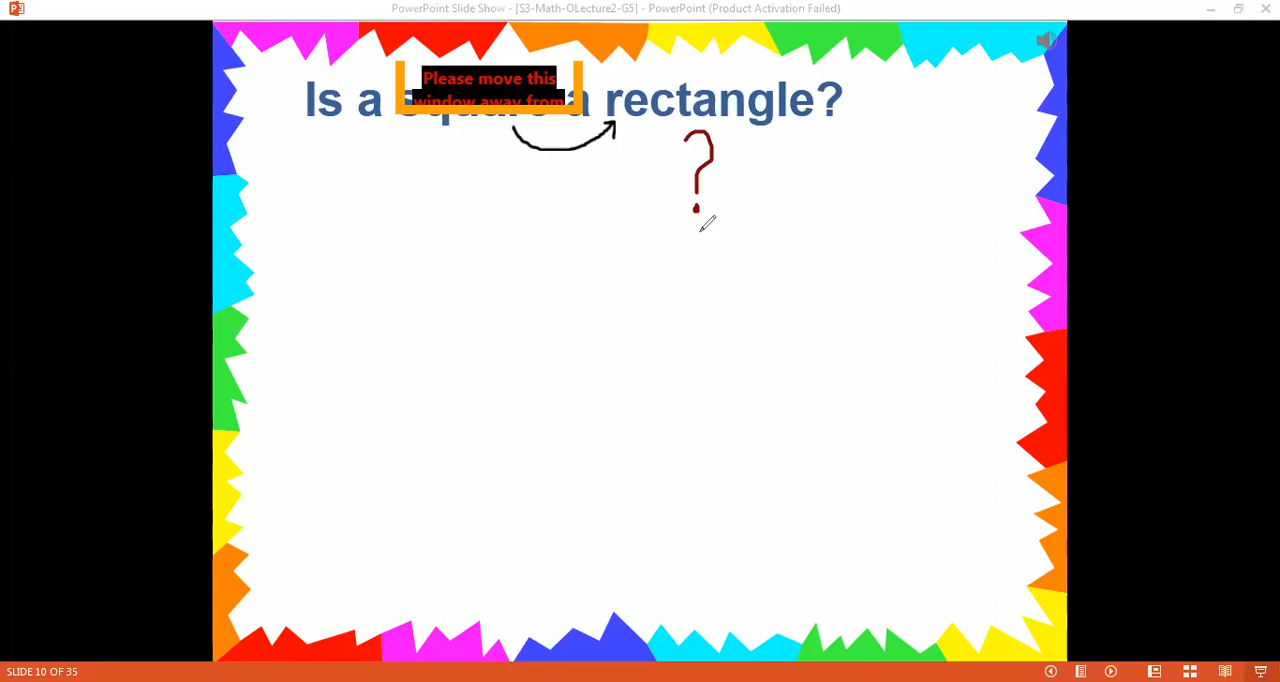 PowerPoint Slide Show - [S3-Math-OLecture2-G5] - PowerPoint (Product Activation Failed)
Please move this
window away from
Is a square a rectangle?
?
SLIDE 10 OF 35